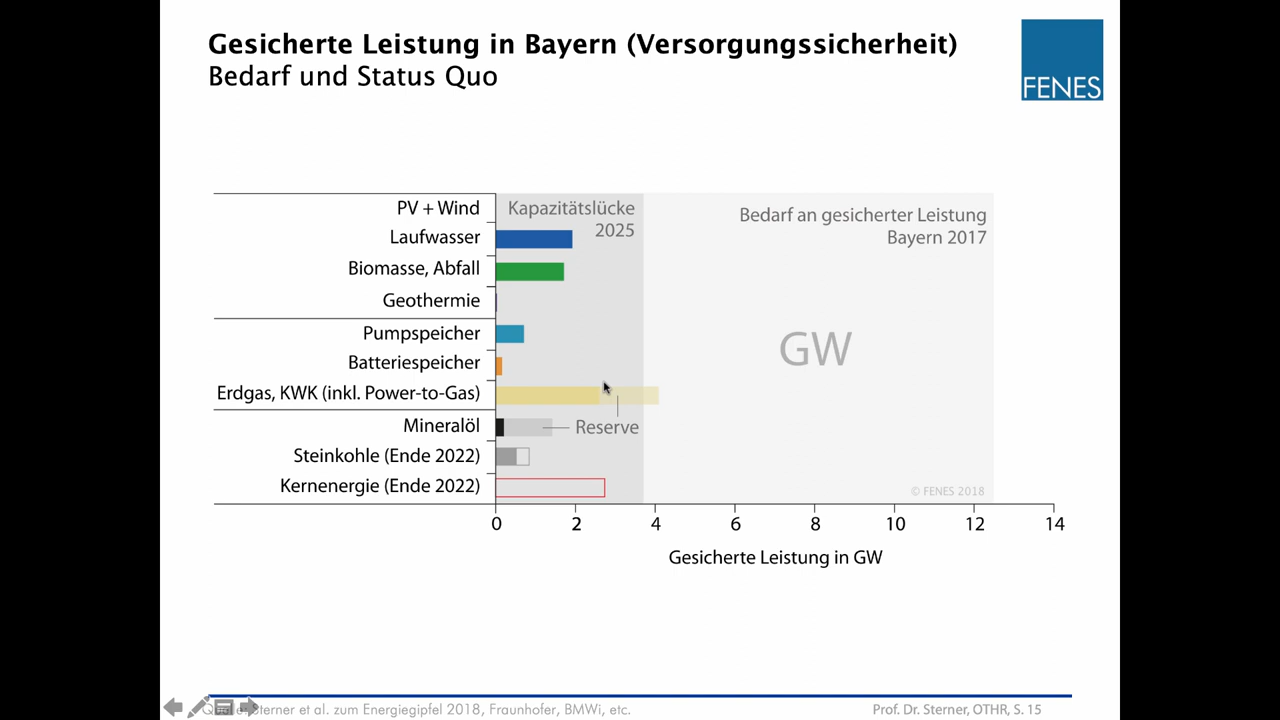 Gesicherte Leistung in Bayern (Versorgungssicherheit)
Bedarf und Status Quo
FENES
PV + Wind
Laufwasser
Biomasse, Abfall
Geothermie
Pumpspeicher
Batteriespeicher
Erdgas, KWK (inkl. Power-to-Gas)
Mineralöl
Steinkohle (Ende 2022)
Kernenergie (Ende 2022)
Kapazitätslücke
2025
Bedarf an gesicherter Leistung
Bayern 2017
GW
Reserve
© FENES 2018
0 2 4 6 8 10 12 14
Gesicherte Leistung in GW
Sterner et al. zum Energiegipfel 2018, Fraunhofer, BMWi, etc.
Prof. Dr. Sterner, OTHR, S. 15